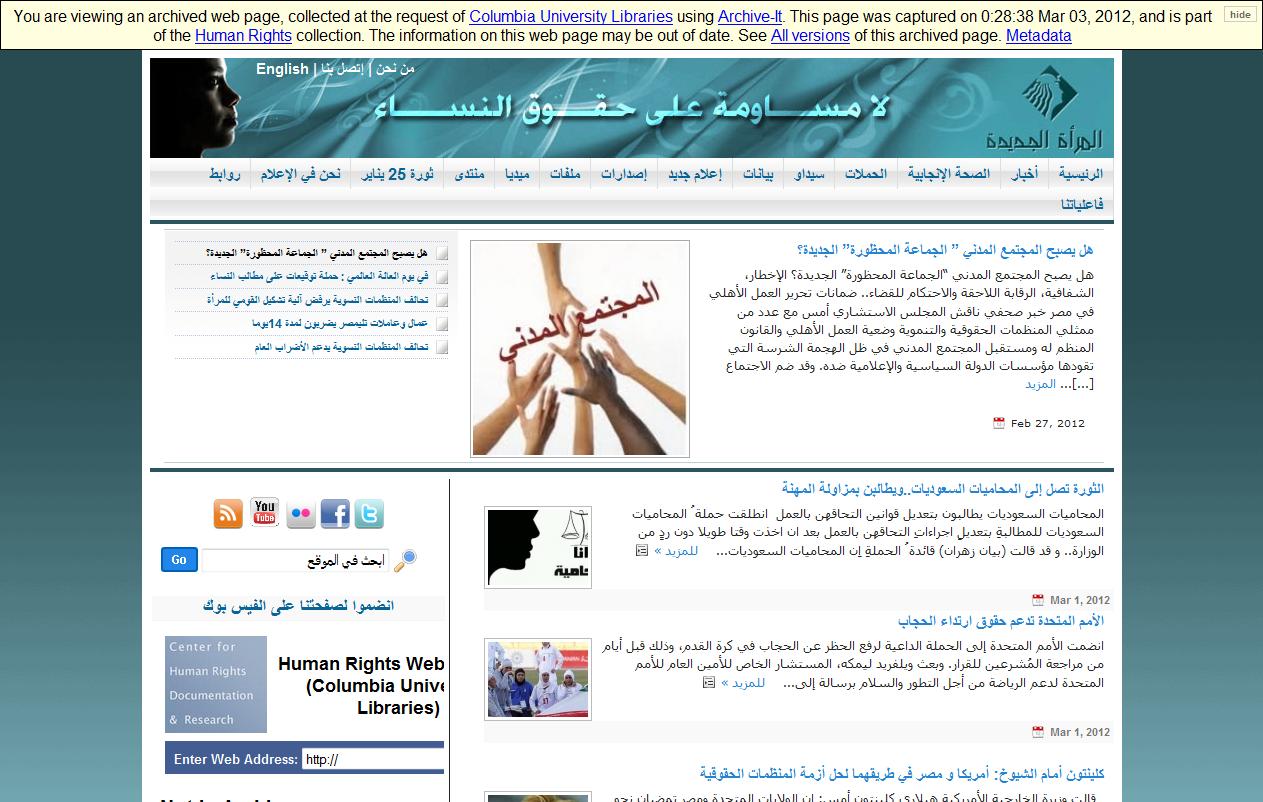 You are viewing an archived web page, collected at the request of Columbia University Libraries using Archive-It. This page was captured on 0:28:38 Mar 03, 2012, and is part
of the Human Rights collection. The information on this web page may be out of date. See All versions of this archived page. Metadata
hide
من نحن | إتصل بنا | English
لا مساومة على حقوق النساء
المرأة الجديدة
الرئيسية أخبار الصحة الإنجابية الحملات سيداو بيانات إعلام جديد إصدارات ملفات ميديا منتدى ثورة 25 يناير نحن في الإعلام روابط
فاعلياتنا
هل يصبح المجتمع المدني ” الجماعة المحظورة” الجديدة؟
هل يصبح المجتمع المدني “الجماعة المحظورة” الجديدة؟ الإخطار،
الشفافية، الرقابة اللاحقة والاحتكام للقضاء.. ضمانات تحرير العمل الأهلي
في مصر خبر صحفي ناقش المجلس الاستشاري أمس مع عدد من
ممثلي المنظمات الحقوقية والتنموية وضعية العمل الأهلي والقانون
المنظم له ومستقبل المجتمع المدني في ظل الهجمة الشرسة التي
تقودها مؤسسات الدولة السياسية والإعلامية ضدة. وقد ضم الاجتماع
[...]... المزيد
Feb 27, 2012
المجتمع المدني
هل يصبح المجتمع المدني ” الجماعة المحظورة” الجديدة؟
في يوم العالة العالمي : حملة توقيعات على مطالب النساء
تحالف المنظمات النسوية يرفض آلية تشكيل القومي للمرأة
عمال وعاملات تليمصر يضربون لمدة 14يوما
تحالف المنظمات النسوية يدعم الأضراب العام
الثورة تصل إلى المحاميات السعوديات..ويطالبن بمزاولة المهنة
المحاميات السعوديات يطالبون بتعديل قوانين التحاقهن بالعمل انطلقت حملة ُ المحاميات
السعوديات للمطالبةِ بتعديلِ اجراءاتِ التحاقهن بالعمل بعد ان اخذت وقتا طويلا دون ردٍ من
الوزارة.. و قد قالت (بيان زهران) قائدة ُ الحملةِ إن المحاميات السعوديات... للمزيد »
أنا
Mar 1, 2012
الأمم المتحدة تدعم حقوق ارتداء الحجاب
انضمت الأمم المتحدة إلى الحملة الداعية لرفع الحظر عن الحجاب في كرة القدم، وذلك قبل أيام
من مراجعة المُشرعين للقرار. وبعث ويلفريد ليمكه، المستشار الخاص للأمين العام للأمم
المتحدة لدعم الرياضة من أجل التطور والسلام برسالة إلى... للمزيد »
Mar 1, 2012
كلينتون أمام الشيوخ: أمريكا و مصر في طريقهما لحل أزمة المنظمات الحقوقية
قالت وزيرة الخارجية الأمريكية هيلاري كلينتون أمس: إن الولايات المتحدة ومصر تمضيان نحو
You Tube
ابحث في الموقع
Go
انضموا لصفحتنا على الفيس بوك
Center for
Human Rights
Documentation
& Research
Human Rights Web
(Columbia Unive
Libraries)
Enter Web Address: http://